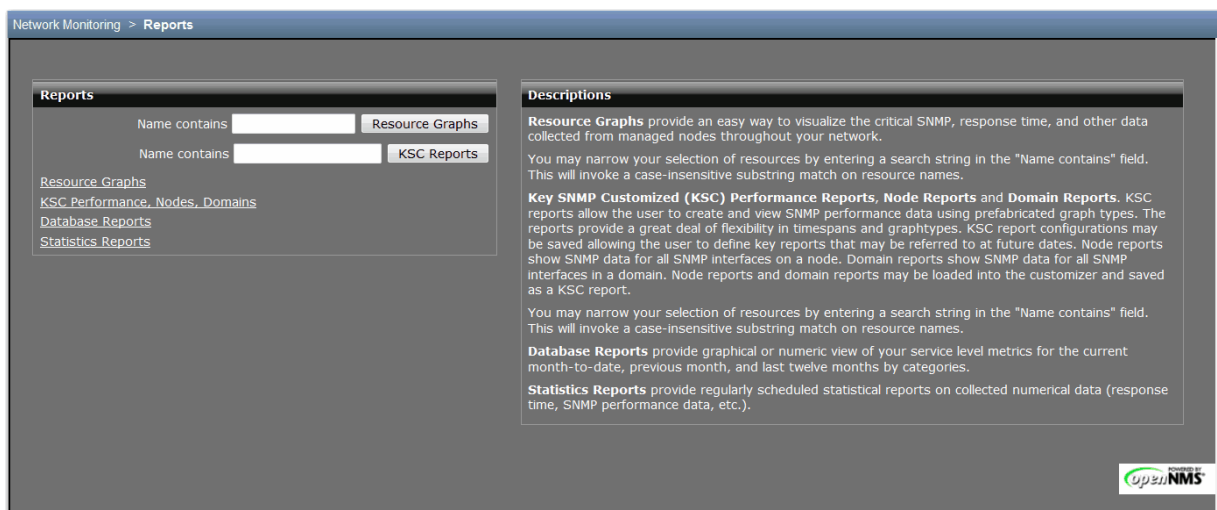 Network Monitoring > Reports
Reports
Name contains Resource Graphs
Name contains KSC Reports
Resource Graphs
KSC Performance, Nodes, Domains
Database Reports
Statistics Reports
Descriptions
Resource Graphs provide an easy way to visualize the critical SNMP, response time, and other data
collected from managed nodes throughout your network.
You may narrow your selection of resources by entering a search string in the "Name contains" field.
This will invoke a case-insensitive substring match on resource names.
Key SNMP Customized (KSC) Performance Reports, Node Reports and Domain Reports. KSC
reports allow the user to create and view SNMP performance data using prefabricated graph types. The
reports provide a great deal of flexibility in timespans and graphtypes. KSC report configurations may
be saved allowing the user to define key reports that may be referred to at future dates. Node reports
show SNMP data for all SNMP interfaces on a node. Domain reports show SNMP data for all SNMP
interfaces in a domain. Node reports and domain reports may be loaded into the customizer and saved
as a KSC report.
You may narrow your selection of resources by entering a search string in the "Name contains" field.
This will invoke a case-insensitive substring match on resource names.
Database Reports provide graphical or numeric view of your service level metrics for the current
month-to-date, previous month, and last twelve months by categories.
Statistics Reports provide regularly scheduled statistical reports on collected numerical data (response
time, SNMP performance data, etc.).
POWERED BY
openNMS